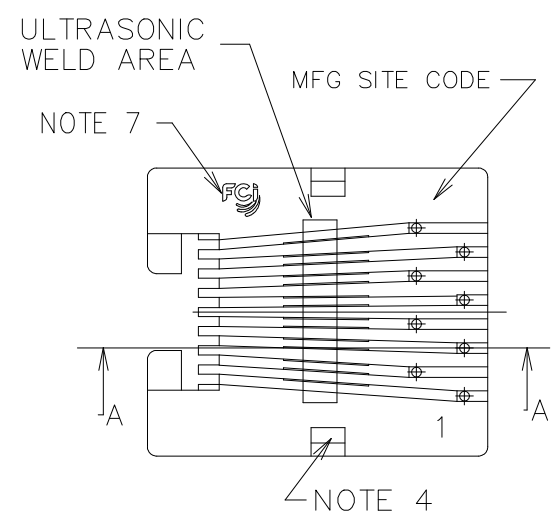 ULTRASONIC
WELD AREA
MFG SITE CODE
NOTE 7
FCi
A
A
1
NOTE 4